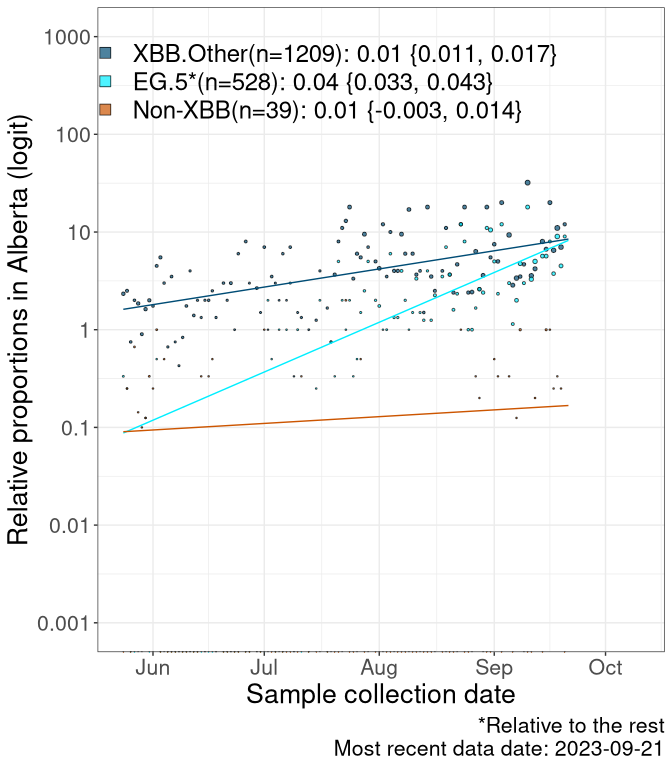 XBB.Other(n=1209): 0.01 {0.011, 0.017}
EG.5*(n=528): 0.04 {0.033, 0.043}
Non-XBB(n=39): 0.01 {-0.003, 0.014}
Relative proportions in Alberta (logit)
1000
100
10
1
0.1
0.01
0.001
Jun Jul Aug Sep Oct
Sample collection date
*Relative to the rest
Most recent data date: 2023-09-21